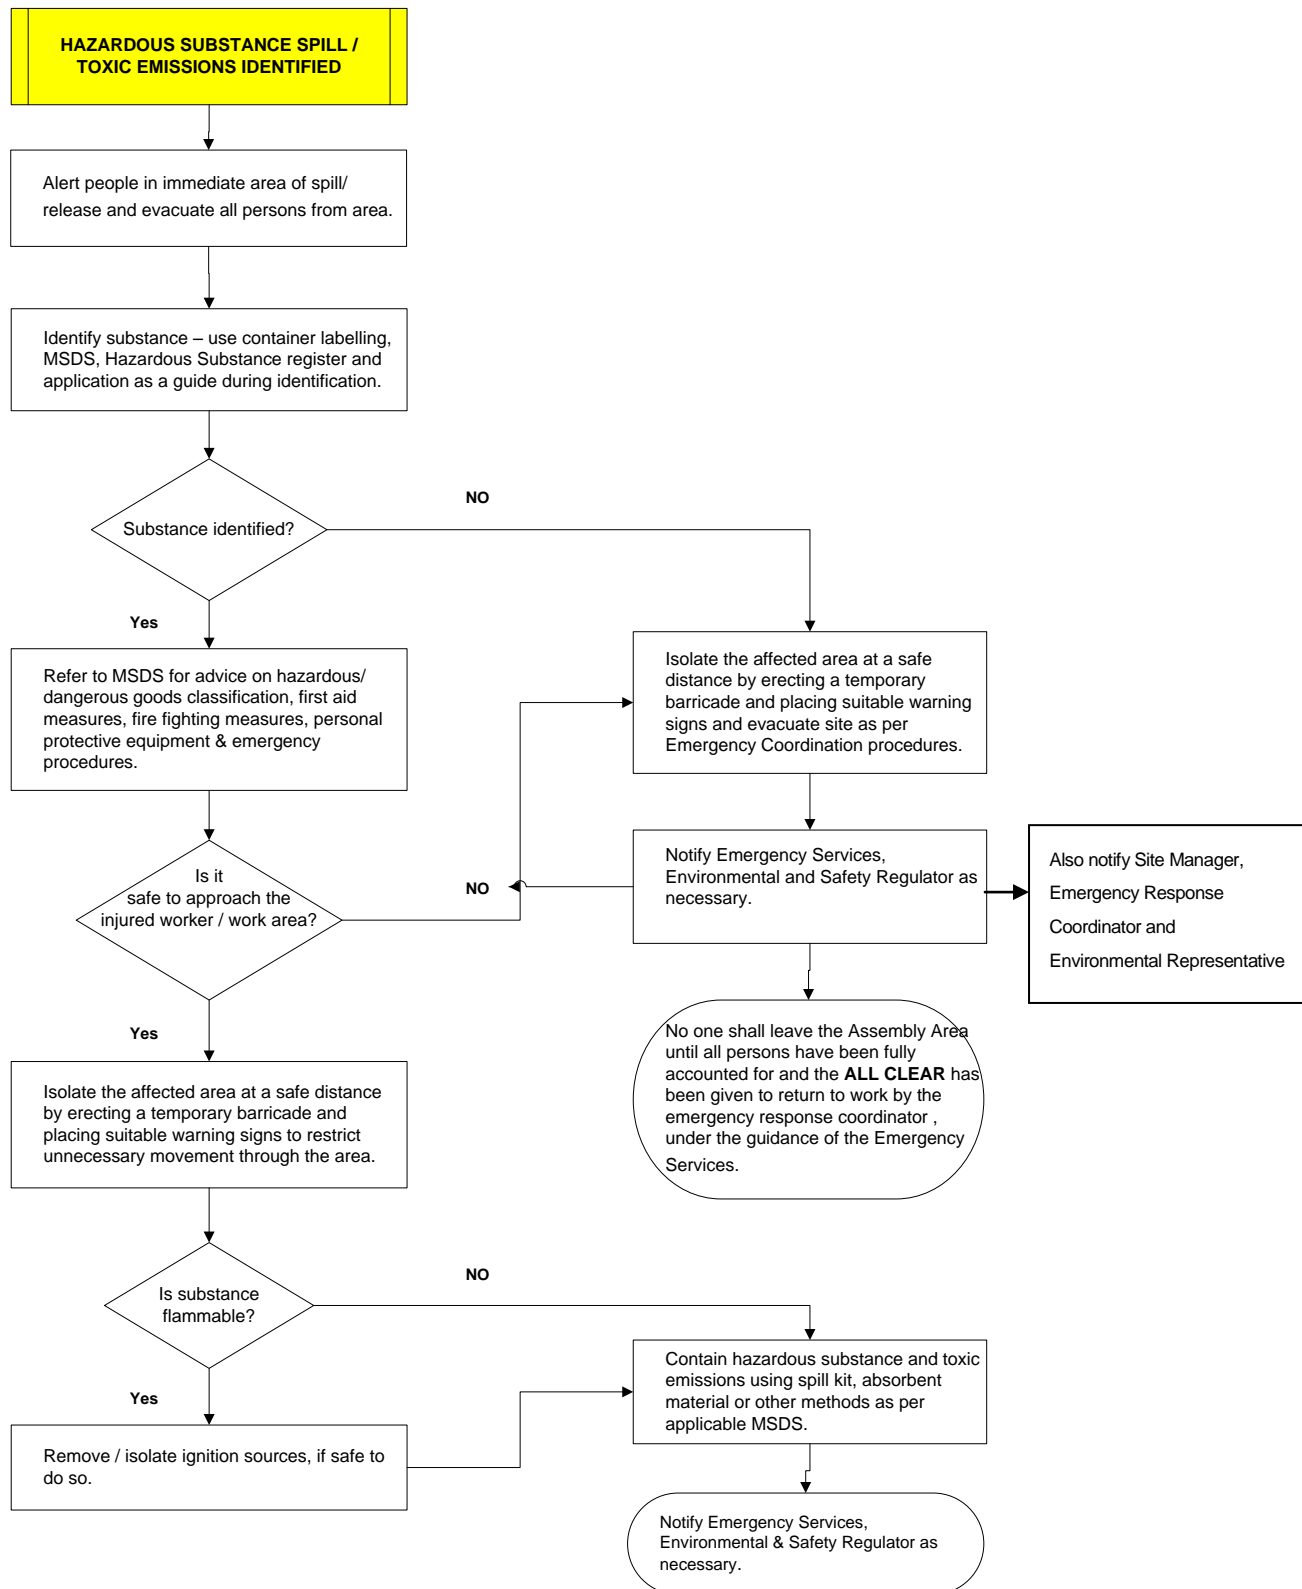 HAZARDOUS SUBSTANCE SPILL /
TOXIC EMISSIONS IDENTIFIED
Alert people in immediate area of spill/
release and evacuate all persons from area.
Identify substance – use container labelling,
MSDS, Hazardous Substance register and
application as a guide during identification.
Substance identified?
NO
Yes
Refer to MSDS for advice on hazardous/
dangerous goods classification, first aid
measures, fire fighting measures, personal
protective equipment & emergency
procedures.
Isolate the affected area at a safe
distance by erecting a temporary
barricade and placing suitable warning
signs and evacuate site as per
Emergency Coordination procedures.
Is it
safe to approach the
injured worker / work area?
NO
Notify Emergency Services,
Environmental and Safety Regulator as
necessary.
Also notify Site Manager,
Emergency Response
Coordinator and
Environmental Representative
Yes
No one shall leave the Assembly Area
until all persons have been fully
accounted for and the ALL CLEAR has
been given to return to work by the
emergency response coordinator ,
under the guidance of the Emergency
Services.
Isolate the affected area at a safe distance
by erecting a temporary barricade and
placing suitable warning signs to restrict
unnecessary movement through the area.
Is substance
flammable?
NO
Yes
Contain hazardous substance and toxic
emissions using spill kit, absorbent
material or other methods as per
applicable MSDS.
Remove / isolate ignition sources, if safe to
do so.
Notify Emergency Services,
Environmental & Safety Regulator as
necessary.